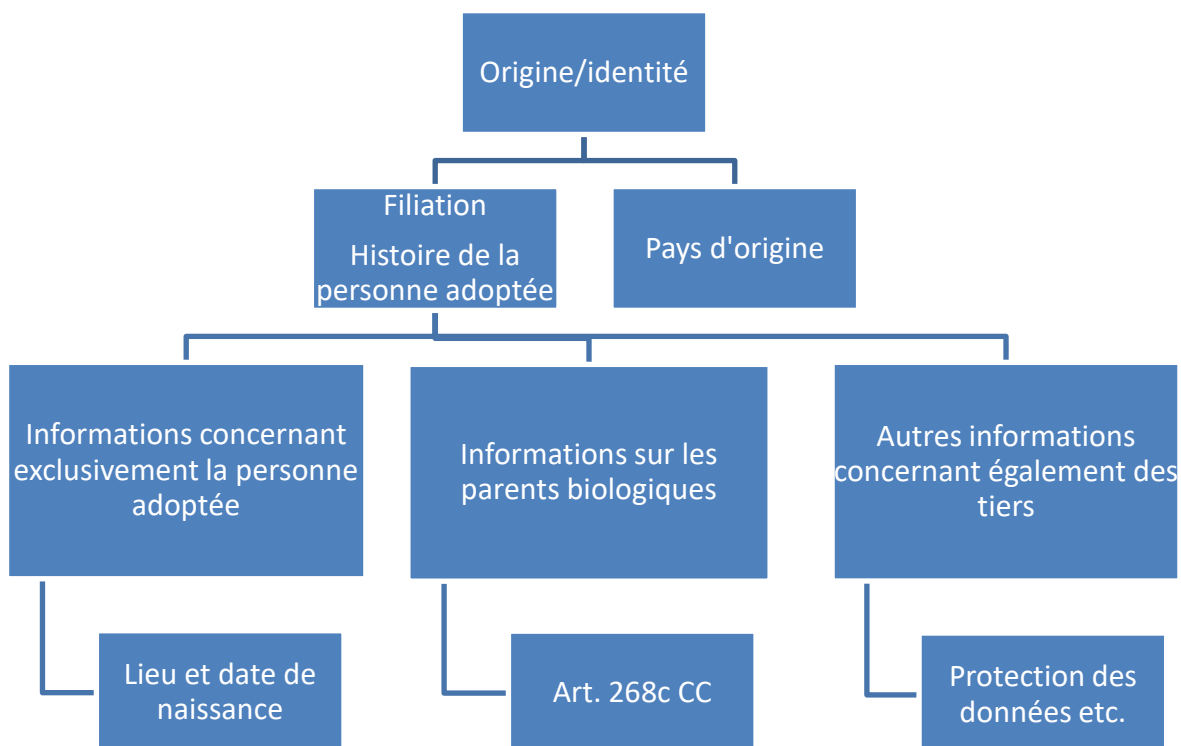 Origine/identité
Filiation
Histoire de la
personne adoptée
Pays d'origine
Informations concernant
exclusivement la personne
adoptée
Informations sur les
parents biologiques
Autres informations
concernant également des
tiers
Lieu et date de
naissance
Art. 268c CC
Protection des
données etc.